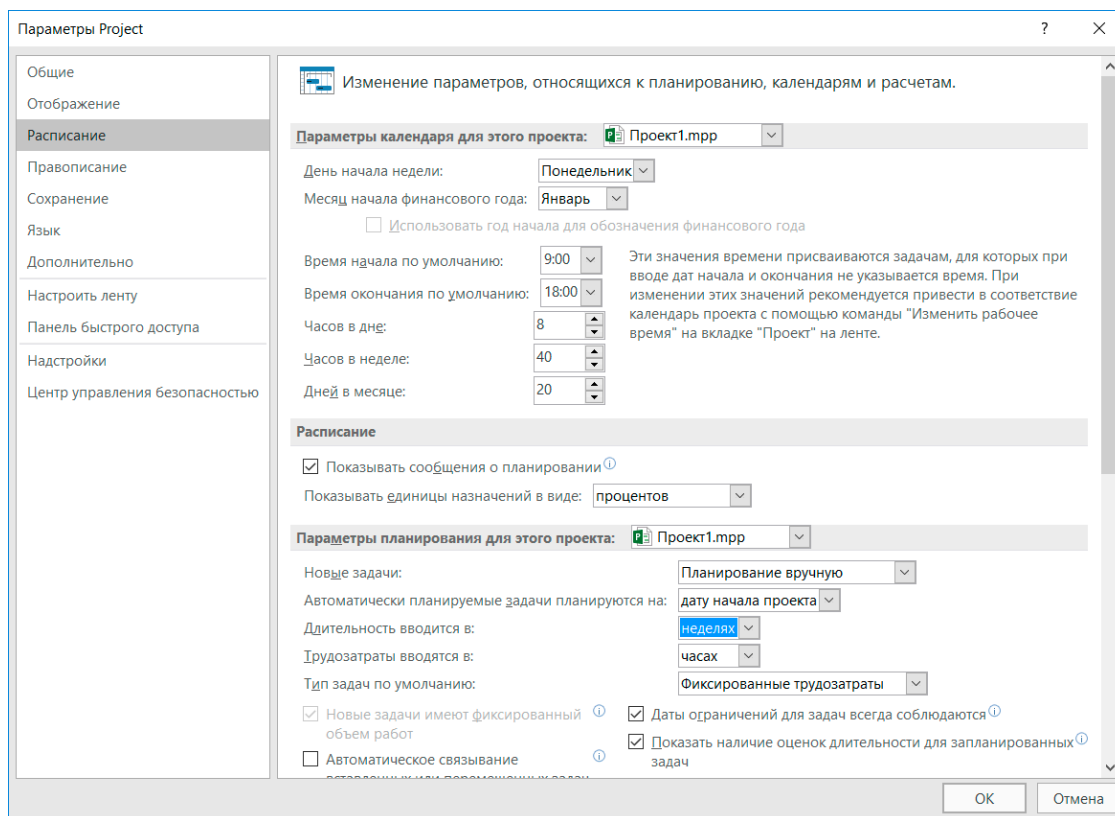 Параметры Project
?
Общие
Отображение
Расписание
Правописание
Сохранение
Язык
Дополнительно
Настроить ленту
Панель быстрого доступа
Надстройки
Центр управления безопасностью
Изменение параметров, относящихся к планированию, календарям и расчетам.
Параметры календаря для этого проекта: Проект1.mpp
День начала недели: Понедельник
Месяц начала финансового года: Январь
Использовать год начала для обозначения финансового года
Время начала по умолчанию: 9:00
Время окончания по умолчанию: 18:00
Часов в дне: 8
Часов в неделе: 40
Дней в месяце: 20
Эти значения времени присваиваются задачам, для которых при
вводе дат начала и окончания не указывается время. При
изменении этих значений рекомендуется привести в соответствие
календарь проекта с помощью команды "Изменить рабочее
время" на вкладке "Проект" на ленте.
Расписание
Показывать сообщения о планировании
Показывать единицы назначений в виде: процентов
Параметры планирования для этого проекта: Проект1.mpp
Новые задачи: Планирование вручную
Автоматически планируемые задачи планируются на: дату начала проекта
Длительность вводится в: неделях
Трудозатраты вводятся в: часах
Тип задач по умолчанию: Фиксированные трудозатраты
Новые задачи имеют фиксированный
объем работ
Автоматическое связывание
вставленных или перемещенных задач
Даты ограничений для задач всегда соблюдаются
Показать наличие оценок длительности для запланированных
задач
ОК
Отмена